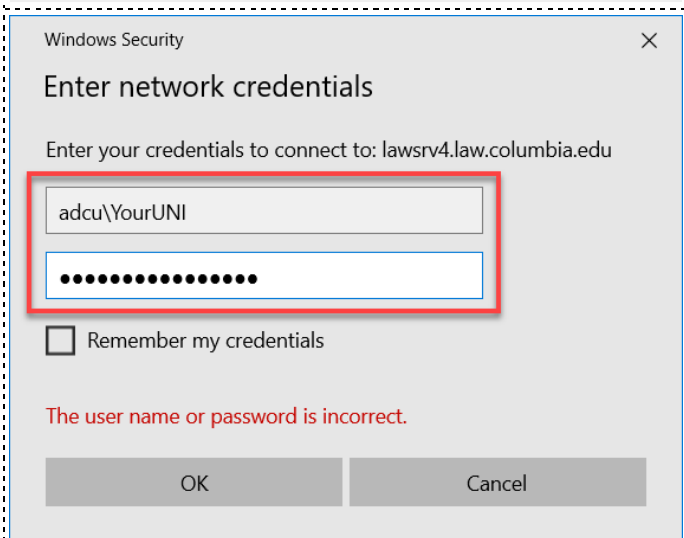 Windows Security
Enter network credentials
Enter your credentials to connect to: lawsrv4.law.columbia.edu
adcu\YourUNI
●●●●●●●●●●●●●●●●
Remember my credentials
The user name or password is incorrect.
OK
Cancel